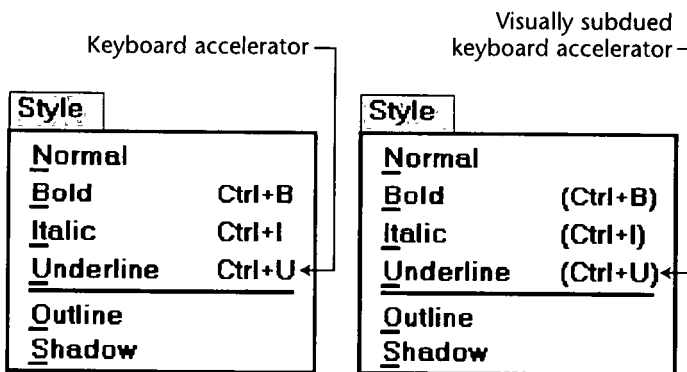 Keyboard accelerator
Style
Normal
Bold Ctrl+B
Italic Ctrl+I
Underline Ctrl+U
Outline
Shadow
Visually subdued
keyboard accelerator
Style
Normal
Bold (Ctrl+B)
Italic (Ctrl+I)
Underline (Ctrl+U)
Outline
Shadow